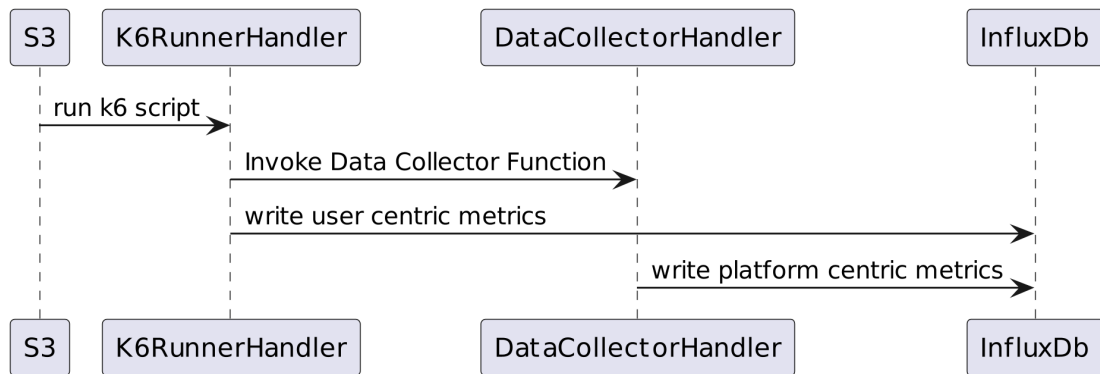 S3 K6RunnerHandler DataCollectorHandler InfluxDb
run k6 script
Invoke Data Collector Function
write user centric metrics
write platform centric metrics
S3 K6RunnerHandler DataCollectorHandler InfluxDb